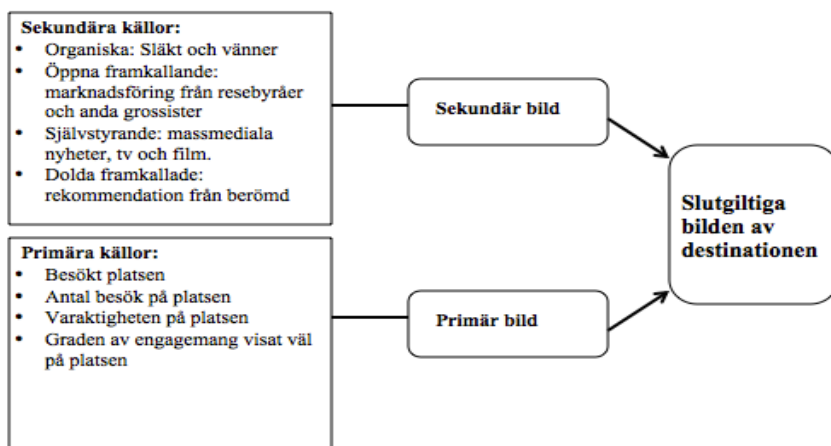 Sekundära källor:
• Organiska: Släkt och vänner
• Öppna framkallande:
marknadsföring från resebyråer
och anda grossister
• Självstyrande: massmediala
nyheter, tv och film.
• Dolda framkallade:
rekommendation från berömd
Sekundär bild
Primära källor:
• Besökt platsen
• Antal besök på platsen
• Varaktigheten på platsen
• Graden av engagemang visat väl
på platsen
Primär bild
Slutgiltiga
bilden av
destinationen